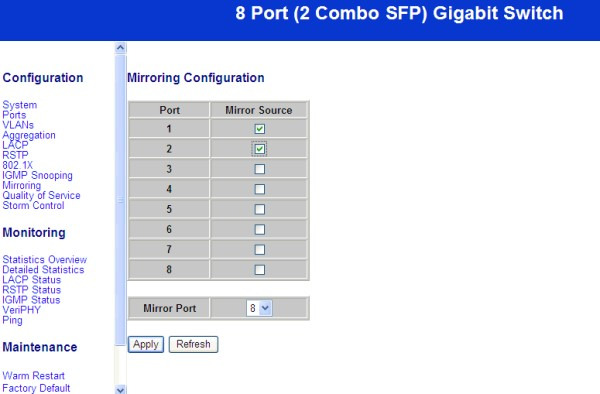 8 Port (2 Combo SFP) Gigabit Switch
Configuration
System
Ports
VLANs
Aggregation
LACP
RSTP
802.1X
IGMP Snooping
Mirroring
Quality of Service
Storm Control
Monitoring
Statistics Overview
Detailed Statistics
LACP Status
RSTP Status
IGMP Status
VeriPHY
Ping
Maintenance
Warm Restart
Factory Default
Mirroring Configuration
Port Mirror Source
1
2
3
4
5
6
7
8
Mirror Port 8
Apply Refresh